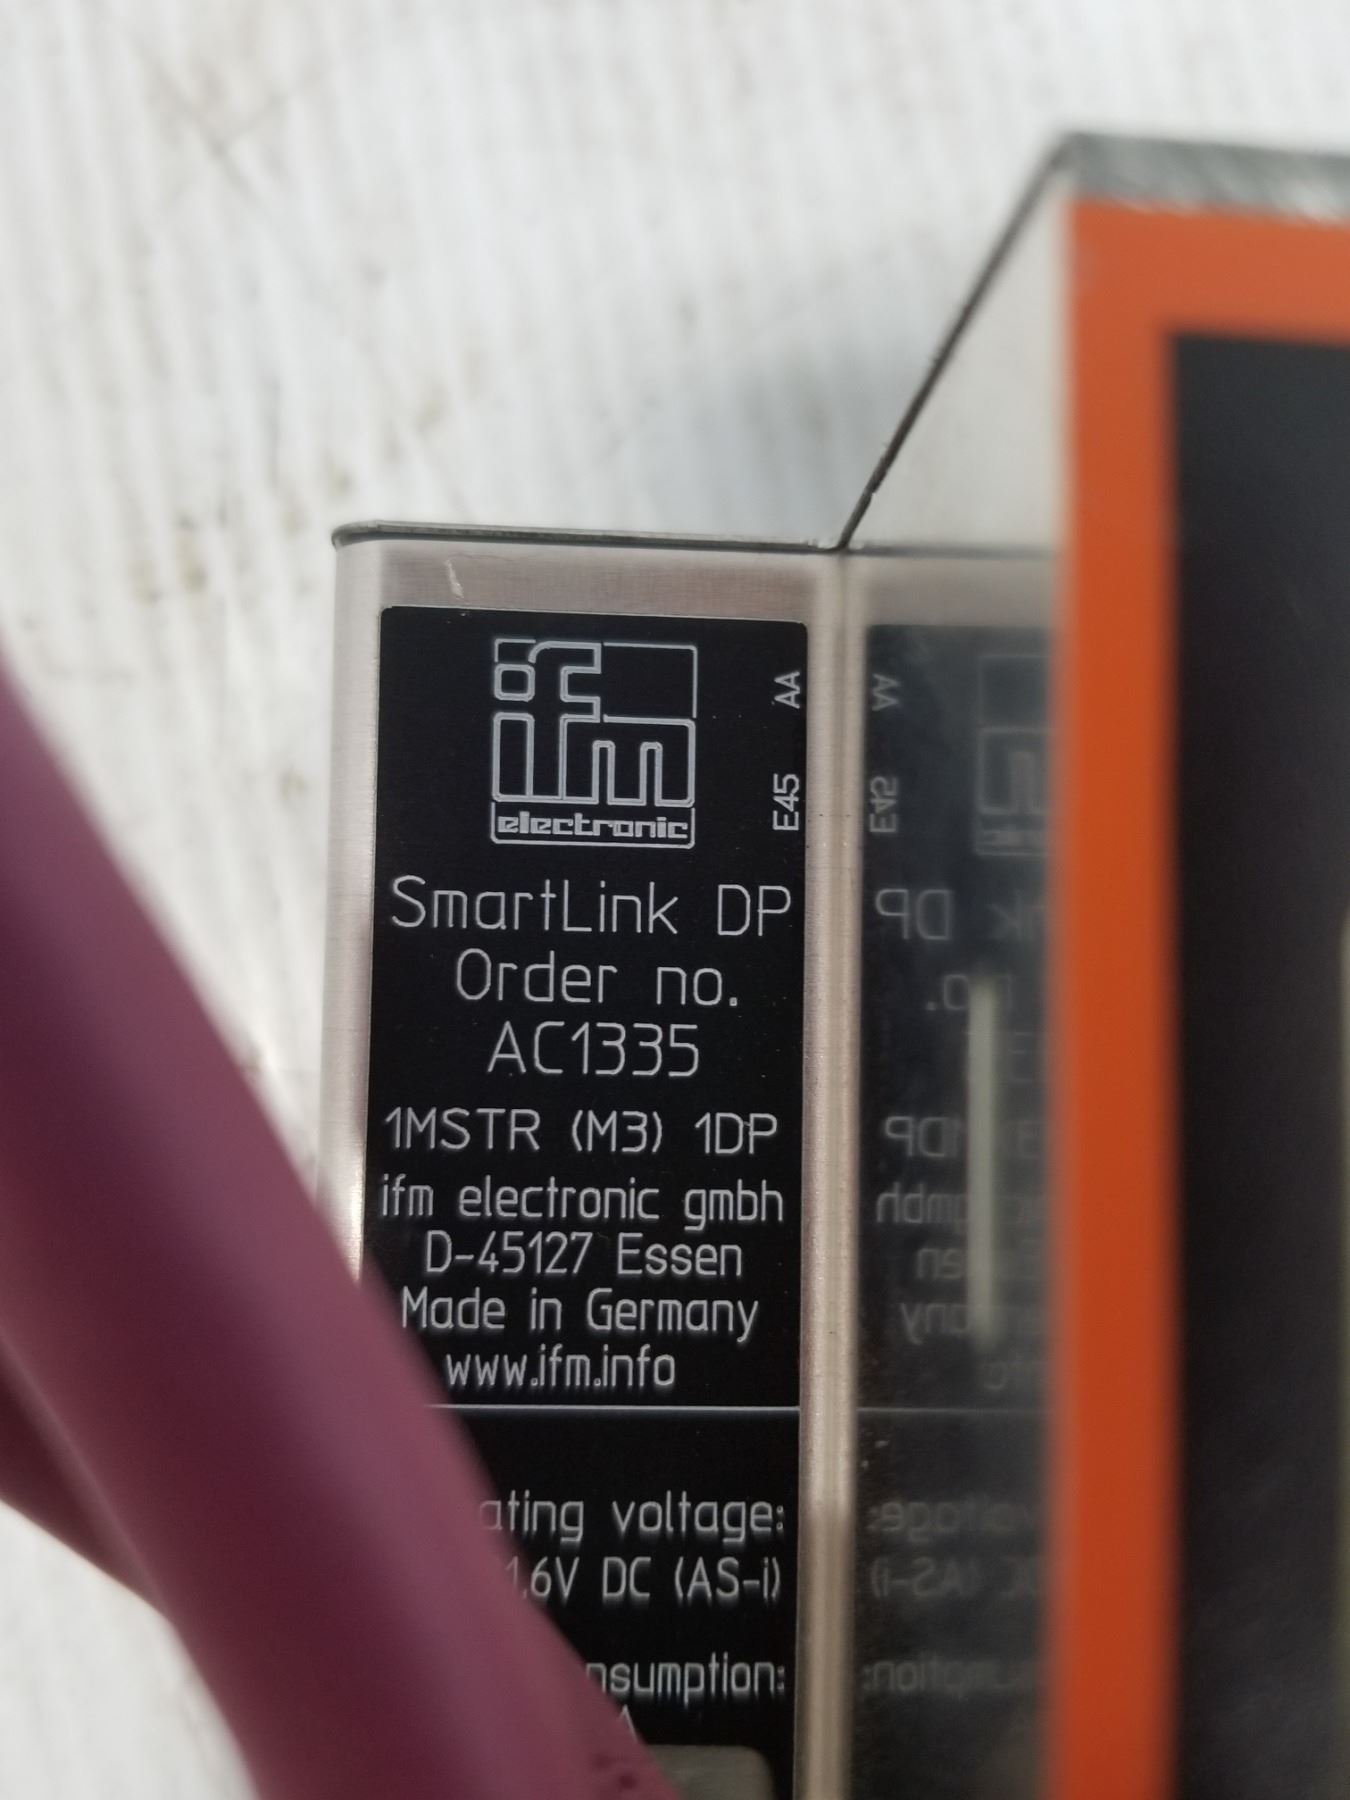 ifm
electronic
AA
E45
SmartLink DP
Order no.
AC1335
1MSTR (M3) 1DP
ifm electronic gmbh
D-45127 Essen
Made in Germany
www.ifm.info
ating voltage:
1,6V DC (AS-i)
nsumption:
A